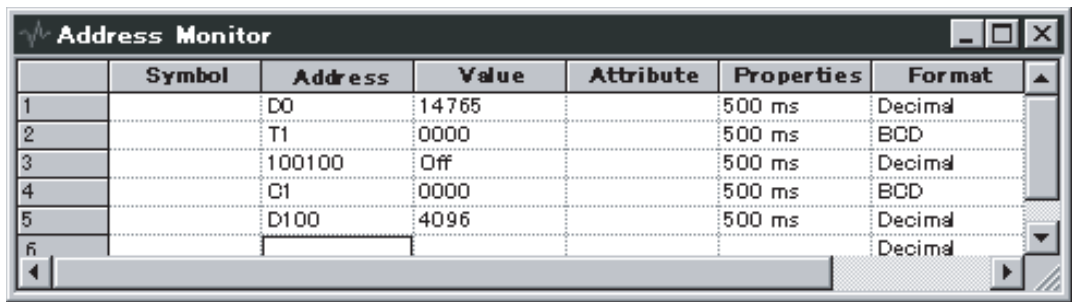 Address Monitor
Symbol Address Value Attribute Properties Format
1 D0 14765 500 ms Decimal
2 T1 0000 500 ms BCD
3 100100 Off 500 ms Decimal
4 C1 0000 500 ms BCD
5 D100 4096 500 ms Decimal
6 Decimal